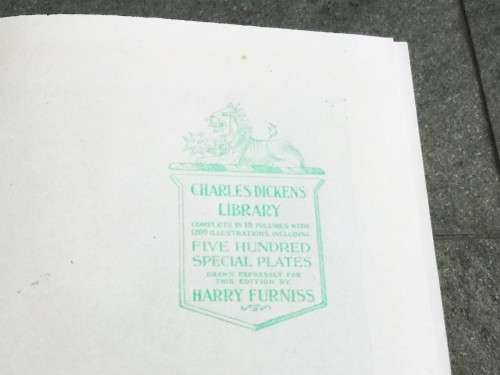 CHARLES DICKENS
LIBRARY
COMPLETE IN 18 VOLUMES WITH
1200 ILLUSTRATIONS, INCLUDING
FIVE HUNDRED
SPECIAL PLATES
DRAWN EXPRESSLY FOR
THIS EDITION BY
HARRY FURNISS